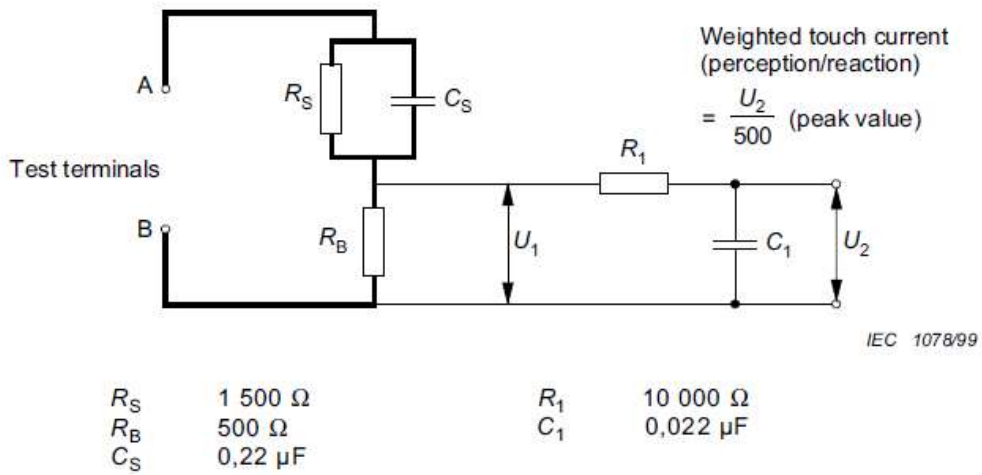 Weighted touch current
(perception/reaction)
= U2/500 (peak value)
A
RS
CS
Test terminals
R1
B
RB
U1
C1
U2
IEC 1078/99
RS 1 500 Ω R1 10 000 Ω
RB 500 Ω C1 0,022 μF
CS 0,22 μF